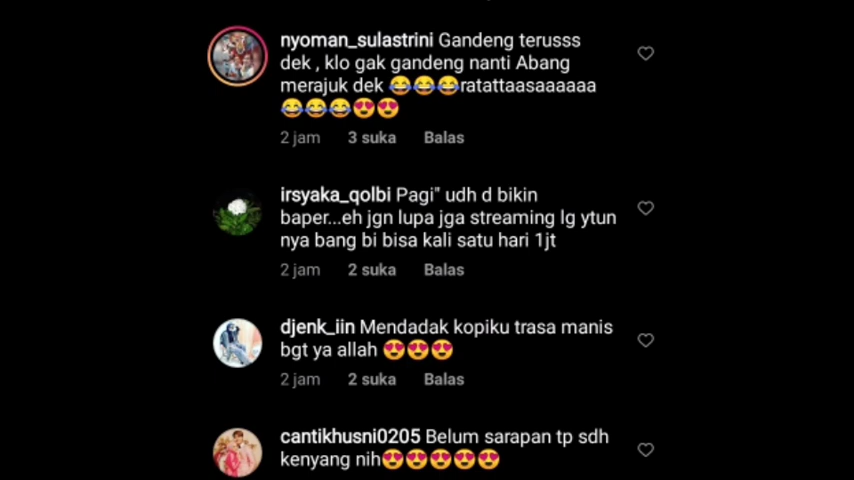 nyoman_sulastrini Gandeng terusss
dek , klo gak gandeng nanti Abang
merajuk dek 😂😂😂ratattaasaaaaaa
😂😂😂😍😍
2 jam 3 suka Balas
irsyaka_qolbi Pagi" udh d bikin
baper...eh jgn lupa jga streaming lg ytun
nya bang bi bisa kali satu hari 1jt
2 jam 2 suka Balas
djenk_iin Mendadak kopiku trasa manis
bgt ya allah 😍😍😍
2 jam 2 suka Balas
cantikhusni0205 Belum sarapan tp sdh
kenyang nih😍😍😍😍😍